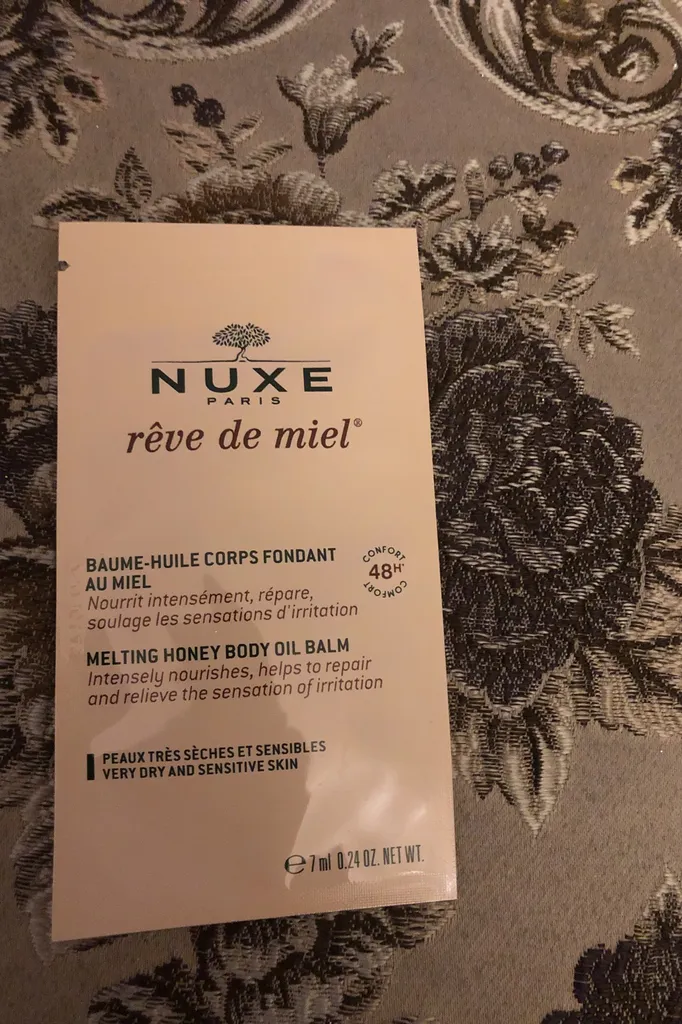 NUXE
PARIS
rêve de miel®
BAUME-HUILE CORPS FONDANT
AU MIEL
Nourrit intensément, répare,
soulage les sensations d'irritation
CONFORT
48H*
COMFORT
MELTING HONEY BODY OIL BALM
Intensely nourishes, helps to repair
and relieve the sensation of irritation
PEAUX TRÈS SÈCHES ET SENSIBLES
VERY DRY AND SENSITIVE SKIN
℮ 7 ml 0.24 OZ. NET WT.